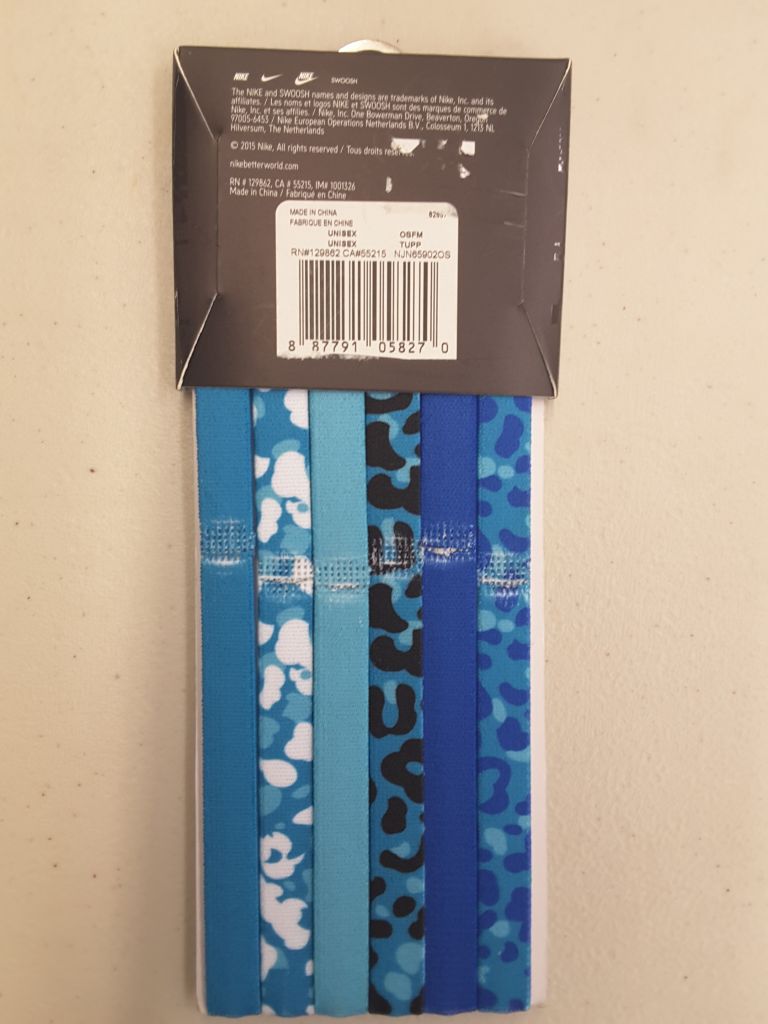 NIKE NIKE SWOOSH
The NIKE and SWOOSH names and designs are trademarks of Nike, Inc. and its
affiliates. / Les noms et logos NIKE et SWOOSH sont des marques de commerce de
Nike, Inc. et ses affilies. / Nike, Inc. One Bowerman Drive, Beaverton, Oregon
97005-6453 / Nike European Operations Netherlands B.V., Colosseum 1, 1213 NL
Hilversum, The Netherlands
© 2015 Nike, All rights reserved / Tous droits
nikebetterworld.com
RN # 129862, CA # 55215, IM# 1001326
Made in China / Fabriqué en Chine
MADE IN CHINA
FABRIQUE EN CHINE
UNISEX OSFM
UNISEX TUPP
RN#129862 CA#55215 NJN65902OS
8 87791 05827 0